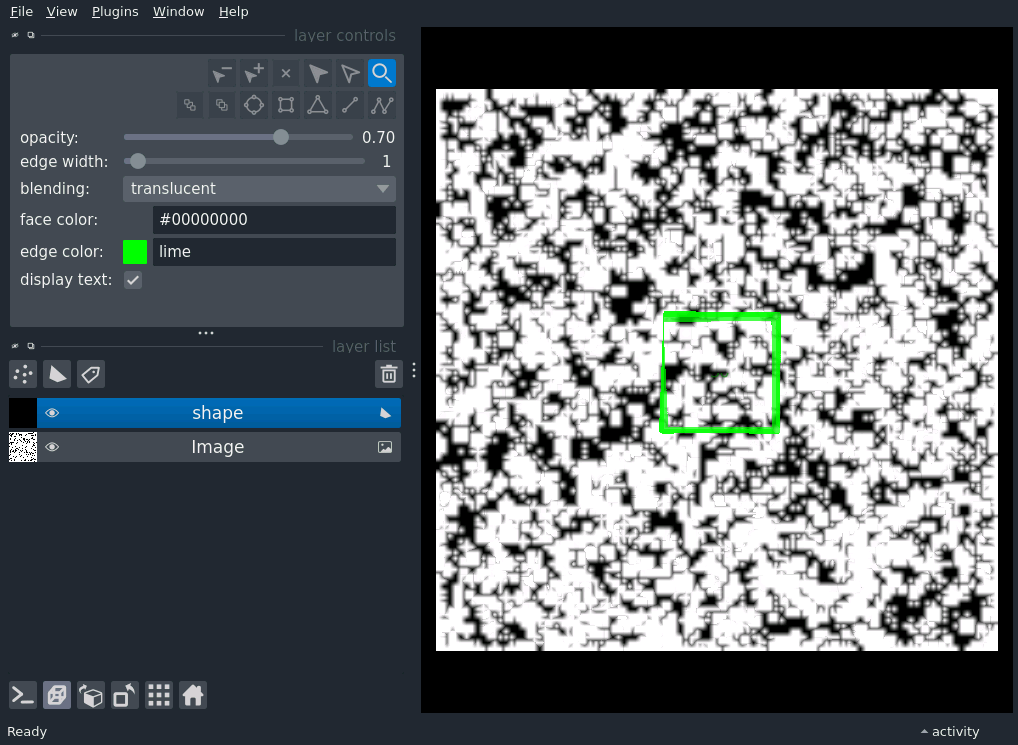 File View Plugins Window Help
layer controls
opacity: 0.70
edge width: 1
blending: translucent
face color: #00000000
edge color: lime
display text:
layer list
shape
Image
Ready activity